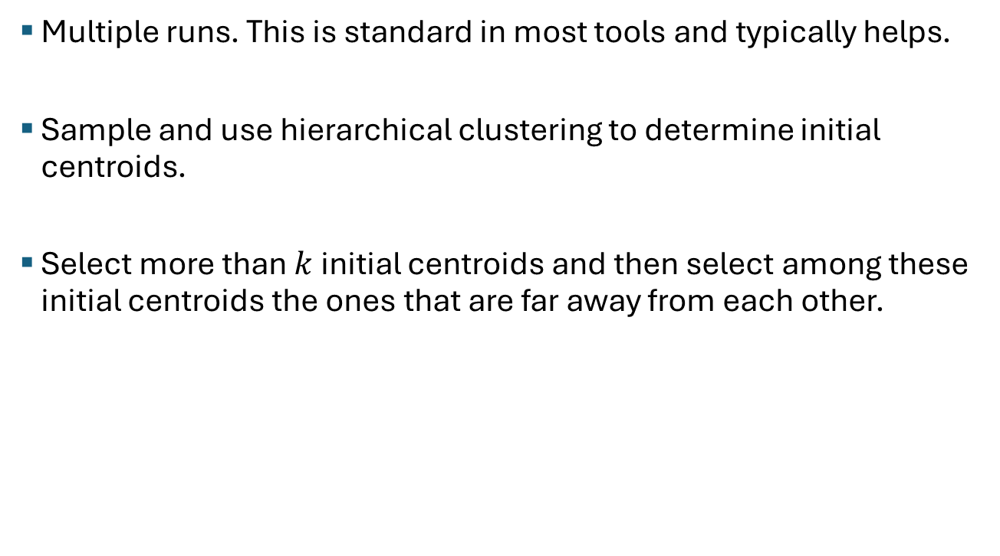 ▪ Multiple runs. This is standard in most tools and typically helps.
▪ Sample and use hierarchical clustering to determine initial
centroids.
▪ Select more than 𝑘 initial centroids and then select among these
initial centroids the ones that are far away from each other.